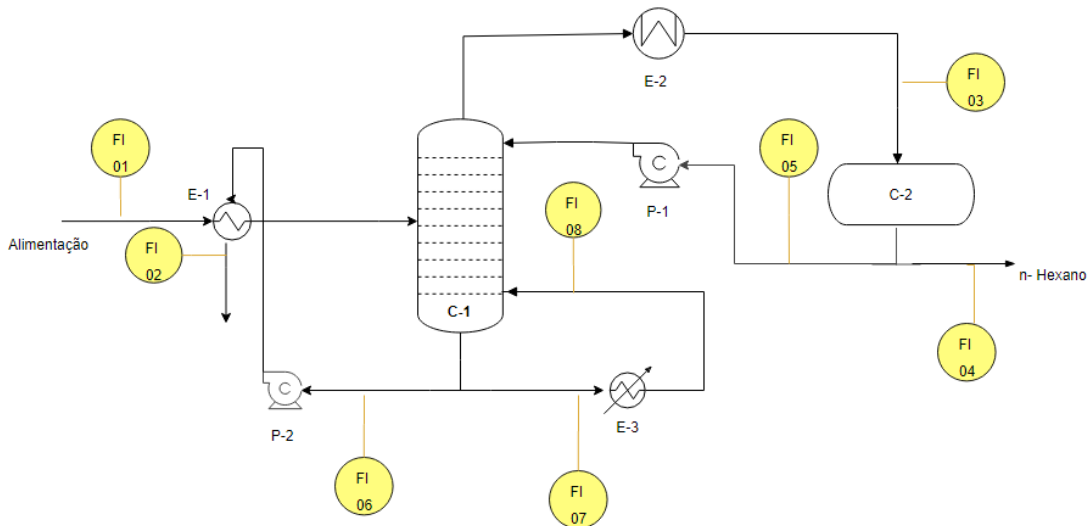 E-2
FI
03
FI
01
FI
05
E-1
C-2
P-1
FI
08
Alimentação
FI
02
n- Hexano
C-1
FI
04
P-2
E-3
FI
06
FI
07
C
C